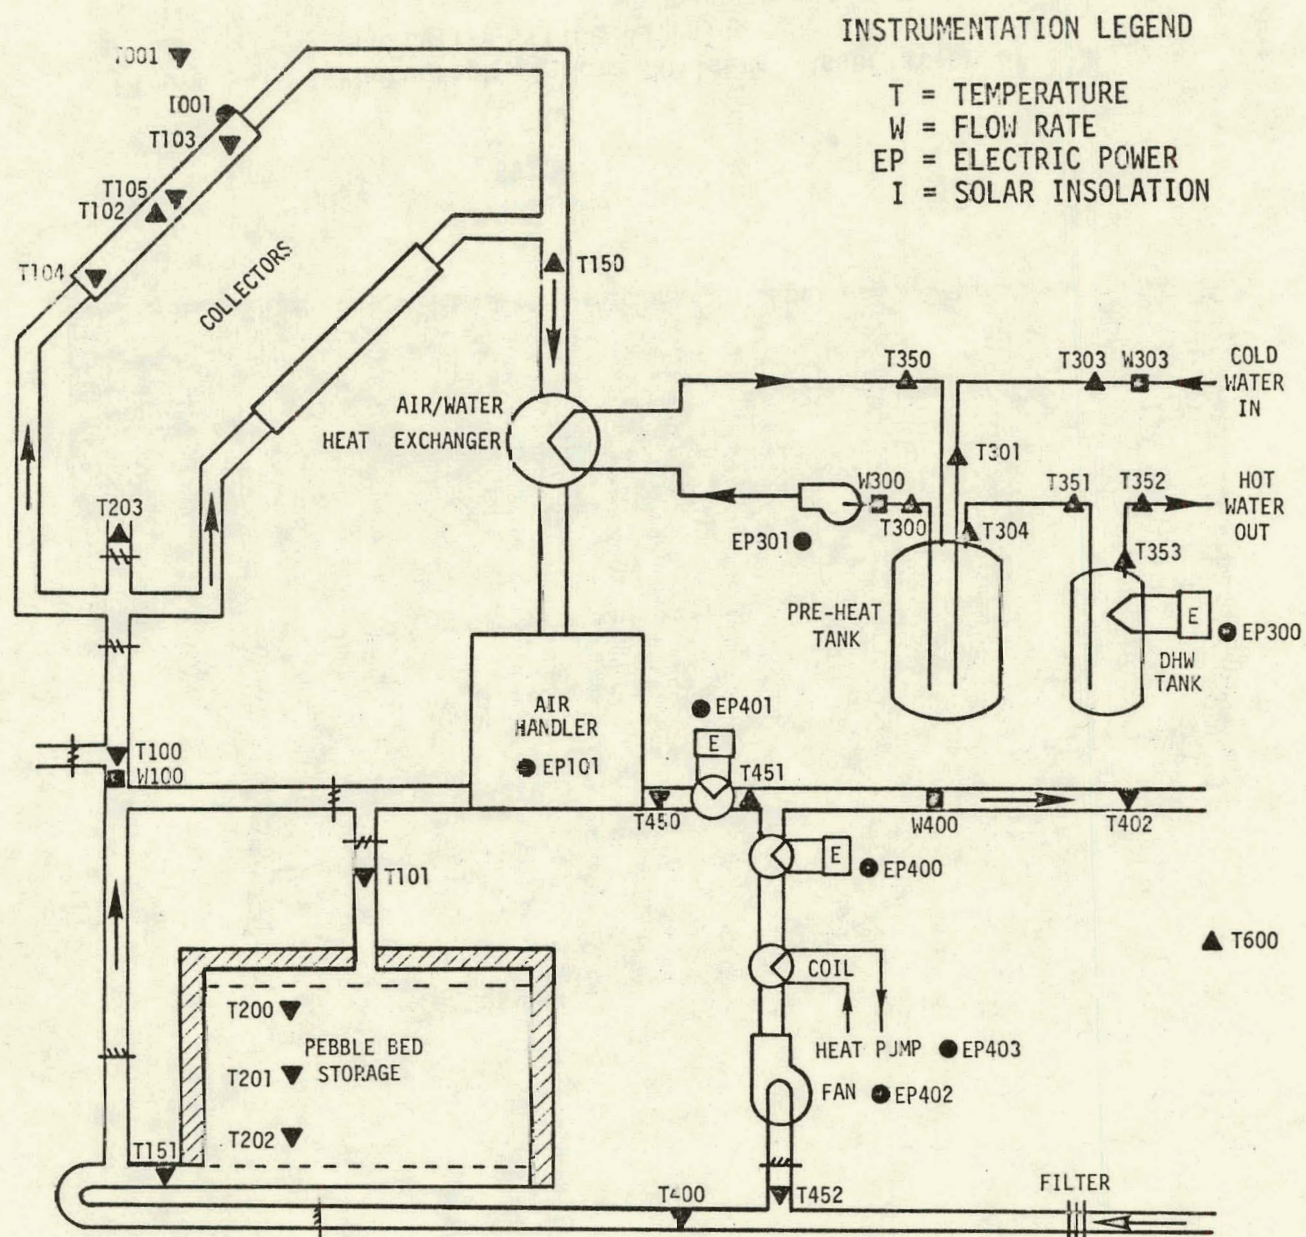 INSTRUMENTATION LEGEND
T = TEMPERATURE
W = FLOW RATE
EP = ELECTRIC POWER
I = SOLAR INSOLATION
T001
I001
T103
T105
T102
T104
COLLECTORS
T150
AIR/WATER
HEAT EXCHANGER
T350
T303 W303
COLD
WATER
IN
T301
W300
T300
EP301
T304
T351
T352
HOT
WATER
OUT
T353
PRE-HEAT
TANK
E
EP300
DHW
TANK
T203
AIR
HANDLER
EP101
EP401
E
T451
T450
W400
T402
T100
W100
E
EP400
T101
T600
COIL
T200
PEBBLE BED
STORAGE
T201
T202
HEAT PUMP
EP403
FAN
EP402
T151
T400
T452
FILTER